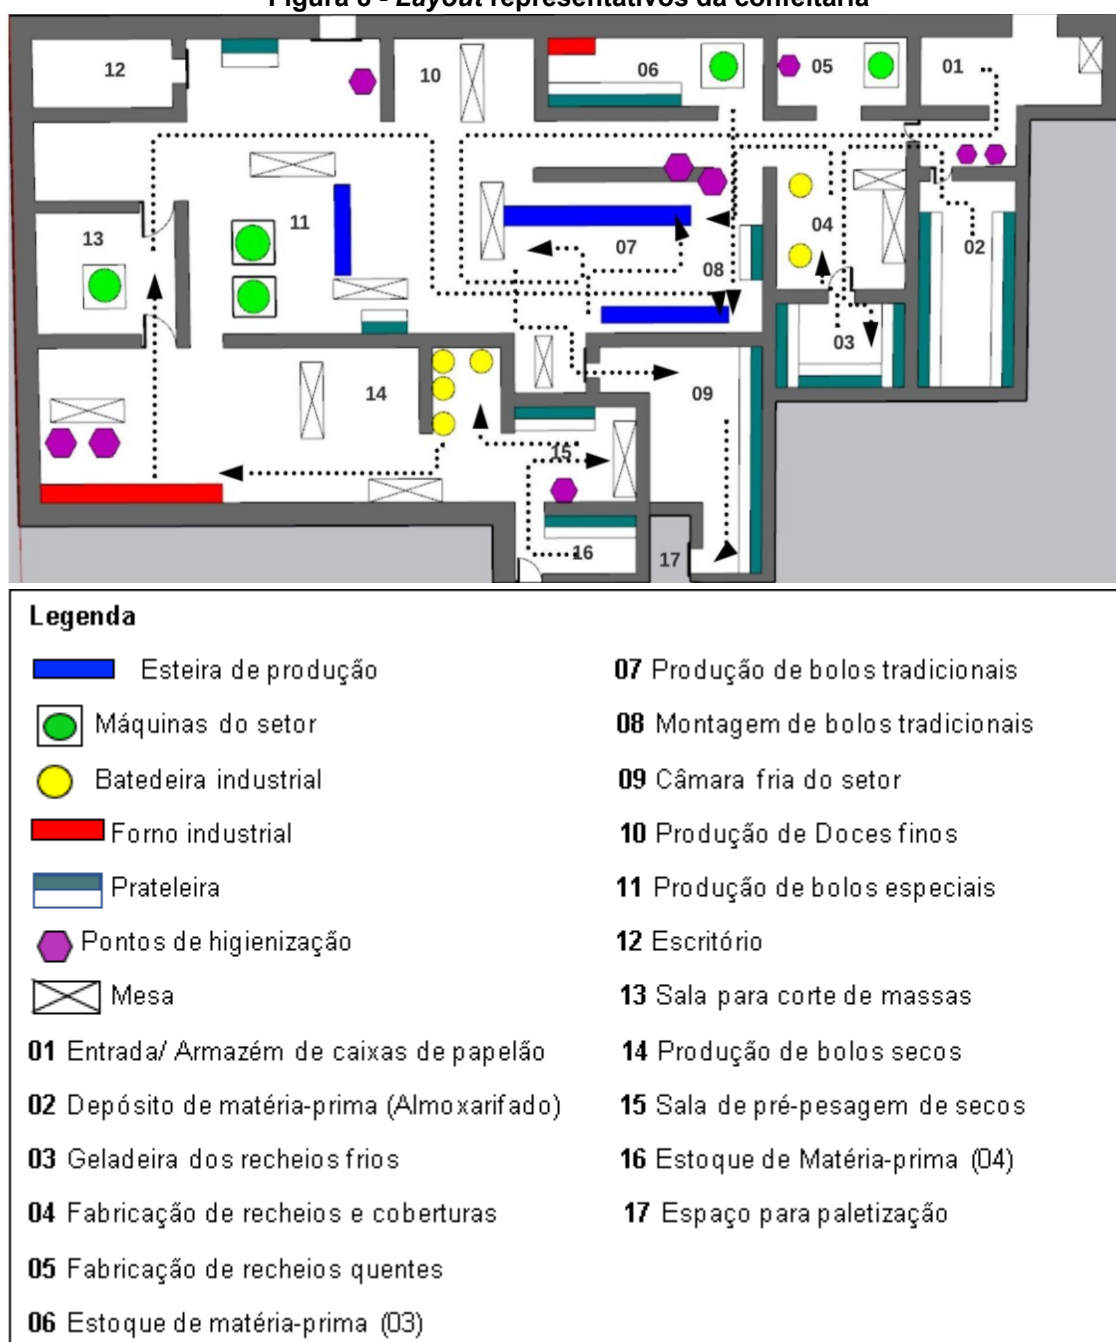 Figura 8 - Layout representativos da confeitaria
12
10
06
05
01
11
13
07
08
04
02
03
14
09
15
16
17
Legenda
Esteira de produção
Máquinas do setor
Batedeira industrial
Forno industrial
Prateleira
Pontos de higienização
Mesa
01 Entrada/ Armazém de caixas de papelão
02 Depósito de matéria-prima (Almoxarifado)
03 Geladeira dos recheios frios
04 Fabricação de recheios e coberturas
05 Fabricação de recheios quentes
06 Estoque de matéria-prima (03)
07 Produção de bolos tradicionais
08 Montagem de bolos tradicionais
09 Câmara fria do setor
10 Produção de Doces finos
11 Produção de bolos especiais
12 Escritório
13 Sala para corte de massas
14 Produção de bolos secos
15 Sala de pré-pesagem de secos
16 Estoque de Matéria-prima (04)
17 Espaço para paletização